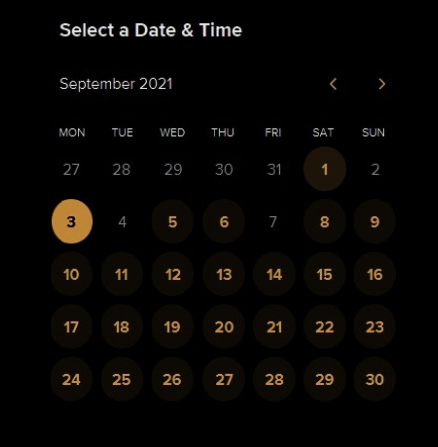 Select a Date & Time
September 2021
MON TUE WED THU FRI SAT SUN
27 28 29 30 31 1 2
3 4 5 6 7 8 9
10 11 12 13 14 15 16
17 18 19 20 21 22 23
24 25 26 27 28 29 30